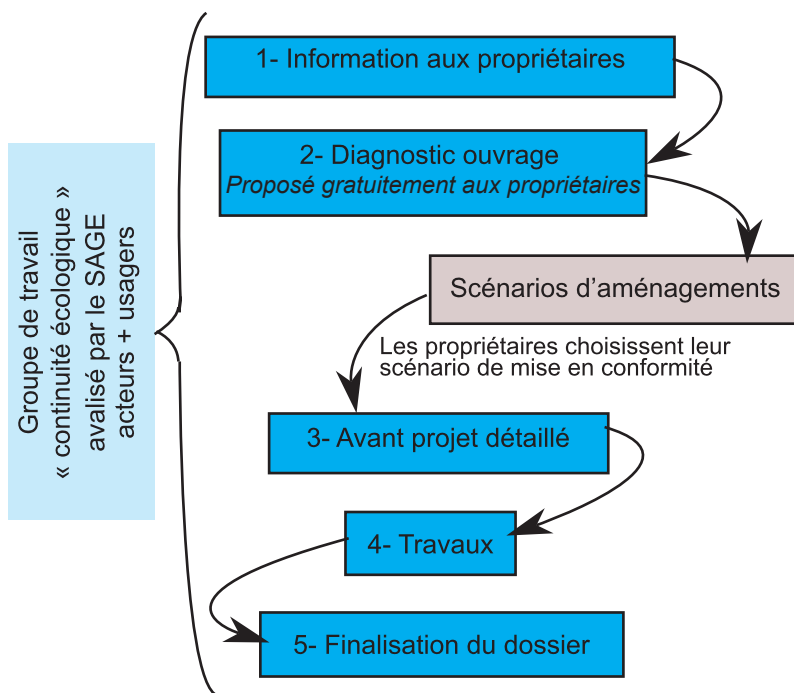 Groupe de travail
« continuité écologique »
avalisé par le SAGE
acteurs + usagers
1- Information aux propriétaires
2- Diagnostic ouvrage
Proposé gratuitement aux propriétaires
Scénarios d’aménagements
Les propriétaires choisissent leur
scénario de mise en conformité
3- Avant projet détaillé
4- Travaux
5- Finalisation du dossier